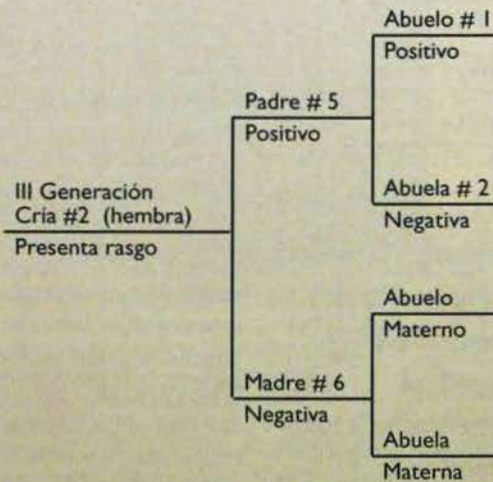 Abuelo # 1
Positivo
Padre # 5
Positivo
Abuela # 2
Negativa
III Generación
Cría #2 (hembra)
Presenta rasgo
Abuelo
Materno
Madre # 6
Negativa
Abuela
Materna